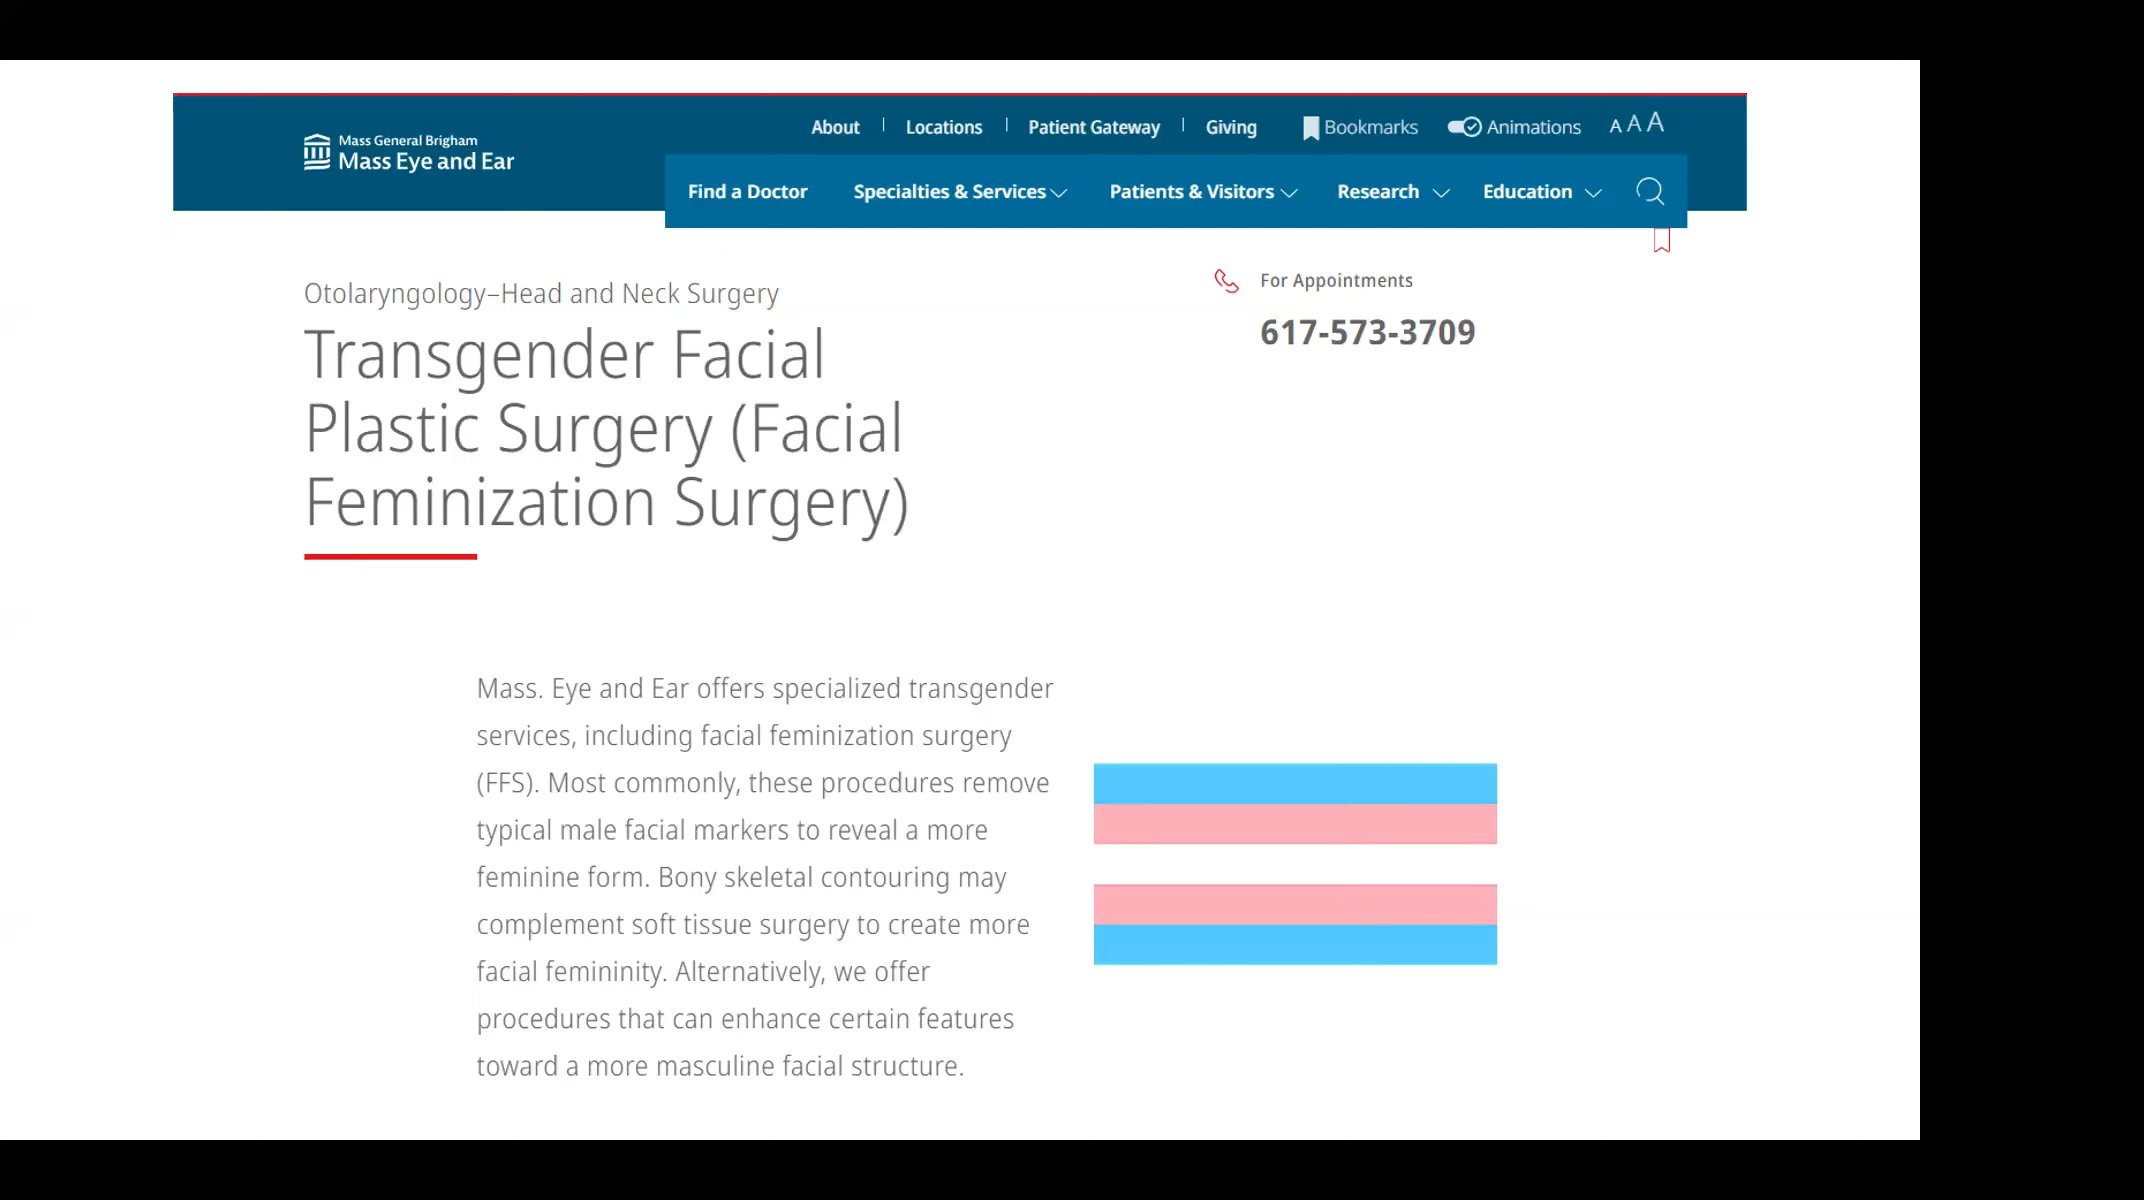 About
Locations
Patient Gateway
Giving
Bookmarks
Animations
A A A
Mass General Brigham
Mass Eye and Ear
Find a Doctor
Specialties & Services
Patients & Visitors
Research
Education
Otolaryngology–Head and Neck Surgery
Transgender Facial
Plastic Surgery (Facial
Feminization Surgery)
For Appointments
617-573-3709
Mass. Eye and Ear offers specialized transgender
services, including facial feminization surgery
(FFS). Most commonly, these procedures remove
typical male facial markers to reveal a more
feminine form. Bony skeletal contouring may
complement soft tissue surgery to create more
facial femininity. Alternatively, we offer
procedures that can enhance certain features
toward a more masculine facial structure.